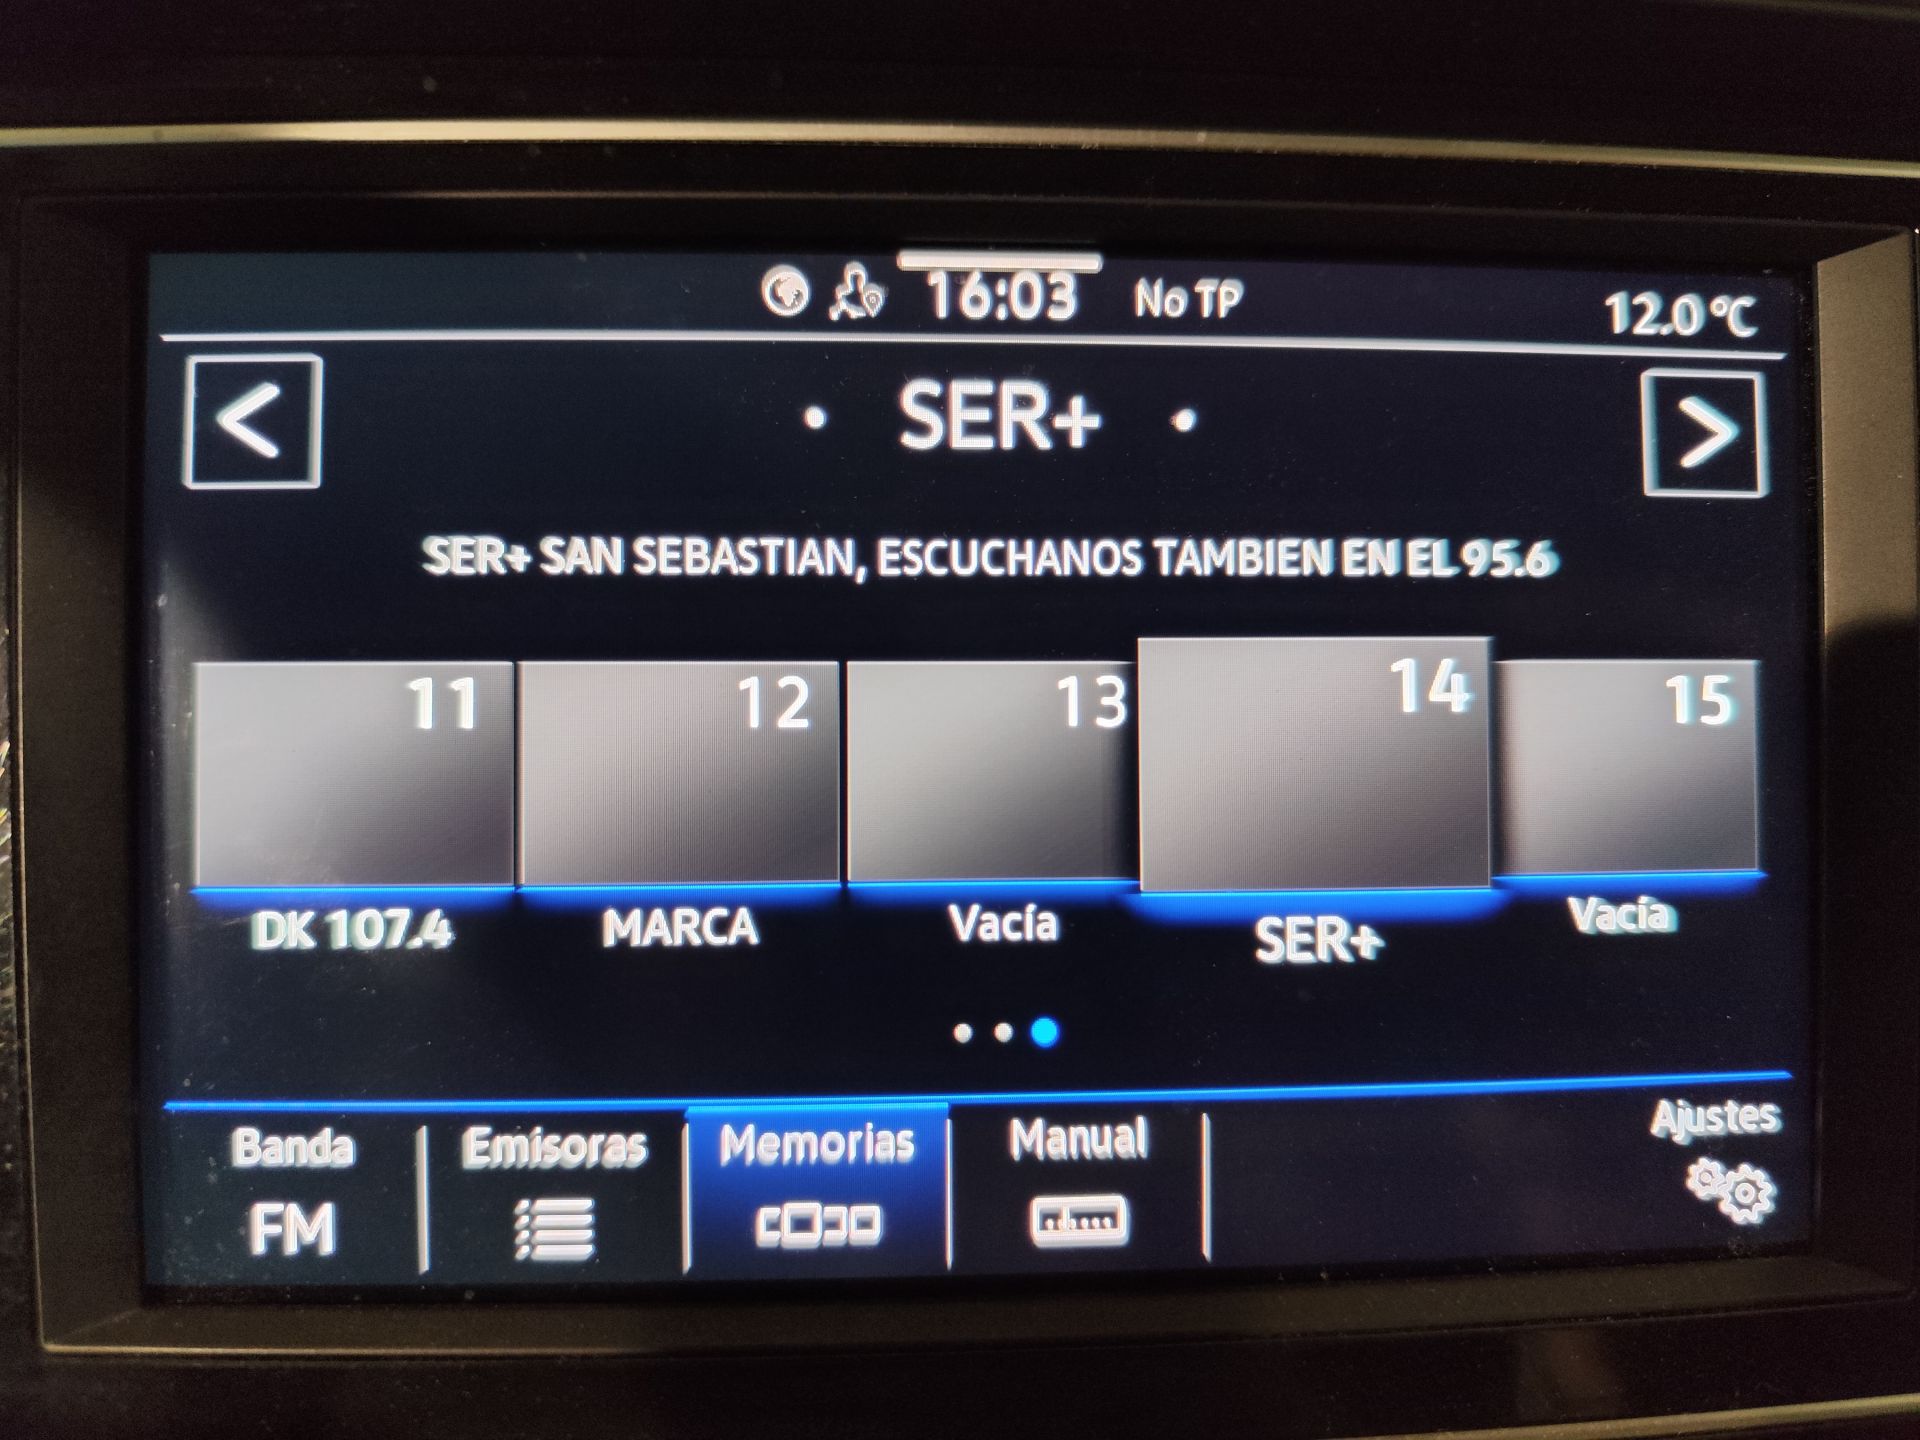 16:03 No TP 12.0 °C
< • SER+ • >
SER+ SAN SEBASTIAN, ESCUCHANOS TAMBIEN EN EL 95.6
11 12 13 14 15
DK 107.4 MARCA Vacía SER+ Vacía
Banda Emisoras Memorias Manual Ajustes
FM